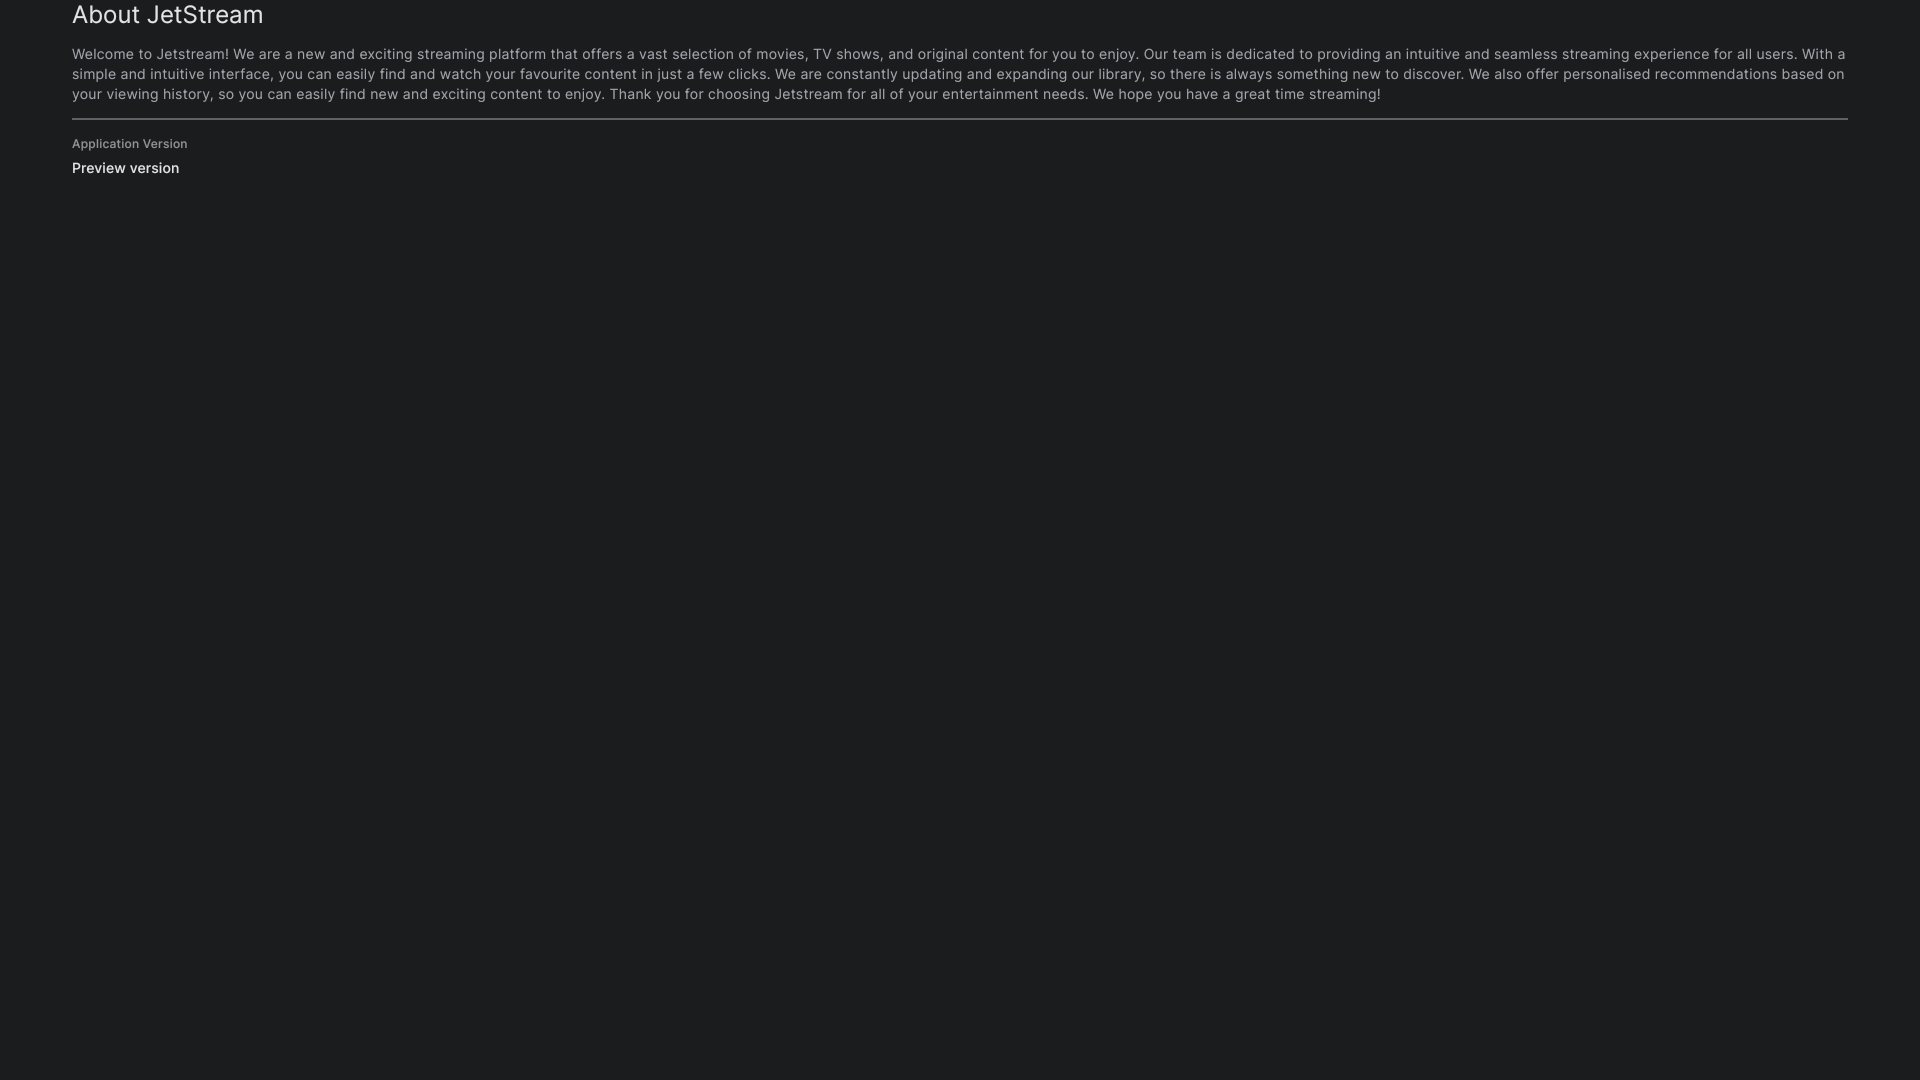 About JetStream
Welcome to Jetstream! We are a new and exciting streaming platform that offers a vast selection of movies, TV shows, and original content for you to enjoy. Our team is dedicated to providing an intuitive and seamless streaming experience for all users. With a
simple and intuitive interface, you can easily find and watch your favourite content in just a few clicks. We are constantly updating and expanding our library, so there is always something new to discover. We also offer personalised recommendations based on
your viewing history, so you can easily find new and exciting content to enjoy. Thank you for choosing Jetstream for all of your entertainment needs. We hope you have a great time streaming!
Application Version
Preview version